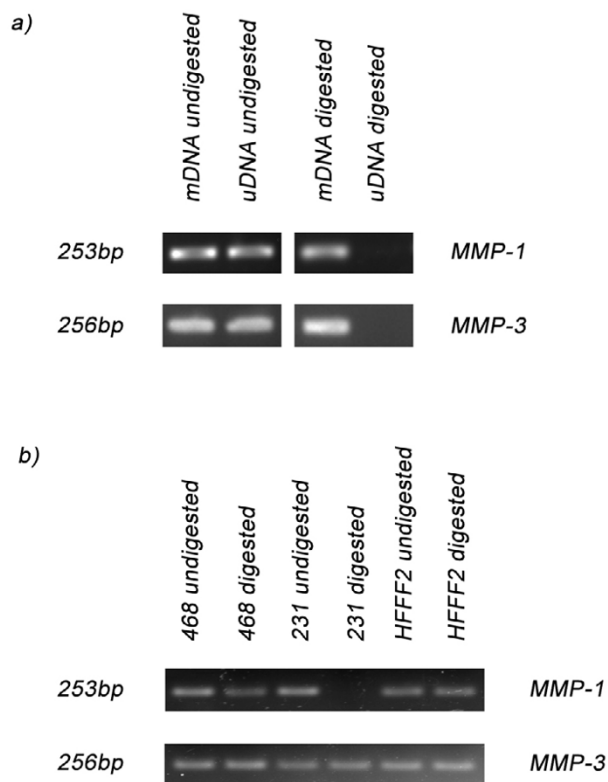 a)
mDNA undigested
uDNA undigested
mDNA digested
uDNA digested
253bp
MMP-1
256bp
MMP-3
b)
468 undigested
468 digested
231 undigested
231 digested
HFFF2 undigested
HFFF2 digested
253bp
MMP-1
256bp
MMP-3